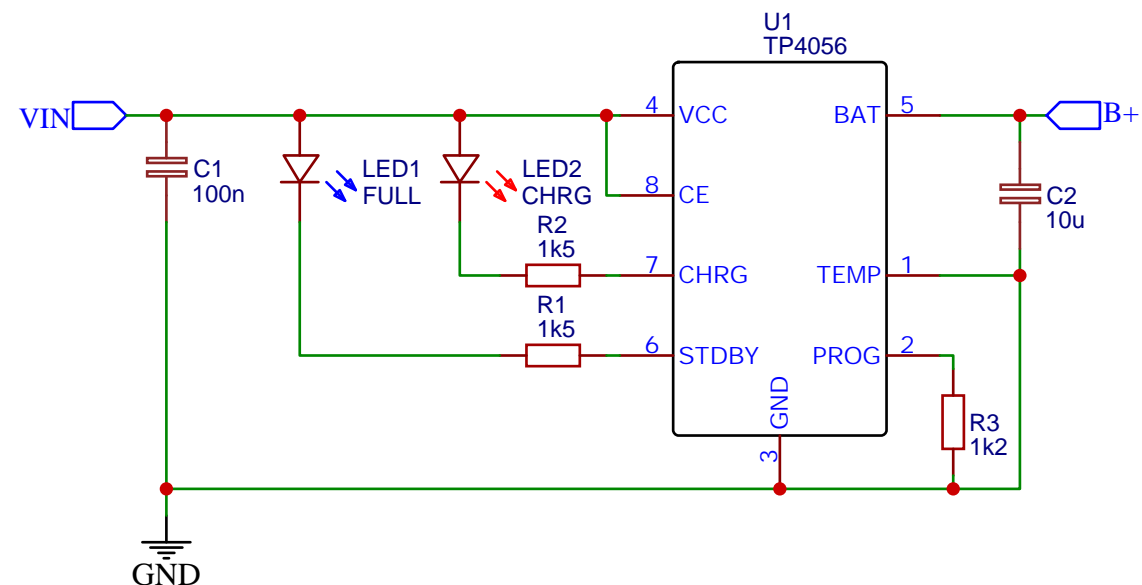 U1
TP4056
VIN
4
VCC
BAT
5
B+
C1
100n
LED1
FULL
LED2
CHRG
8
CE
C2
10u
R2
1k5
7
CHRG
TEMP
1
R1
1k5
6
STDBY
PROG
2
GND
3
R3
1k2
GND